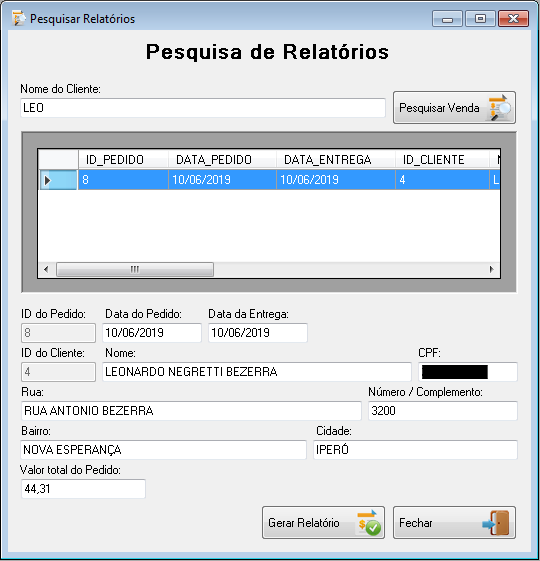 Pesquisar Relatórios
Pesquisa de Relatórios
Nome do Cliente:
LEO
Pesquisar Venda
ID_PEDIDO DATA_PEDIDO DATA_ENTREGA ID_CLIENTE
8 10/06/2019 10/06/2019 4 L
ID do Pedido: Data do Pedido: Data da Entrega:
8 10/06/2019 10/06/2019
ID do Cliente: Nome: CPF:
4 LEONARDO NEGRETTI BEZERRA
Rua: Número / Complemento:
RUA ANTONIO BEZERRA 3200
Bairro: Cidade:
NOVA ESPERANÇA IPERÓ
Valor total do Pedido:
44,31
Gerar Relatório Fechar